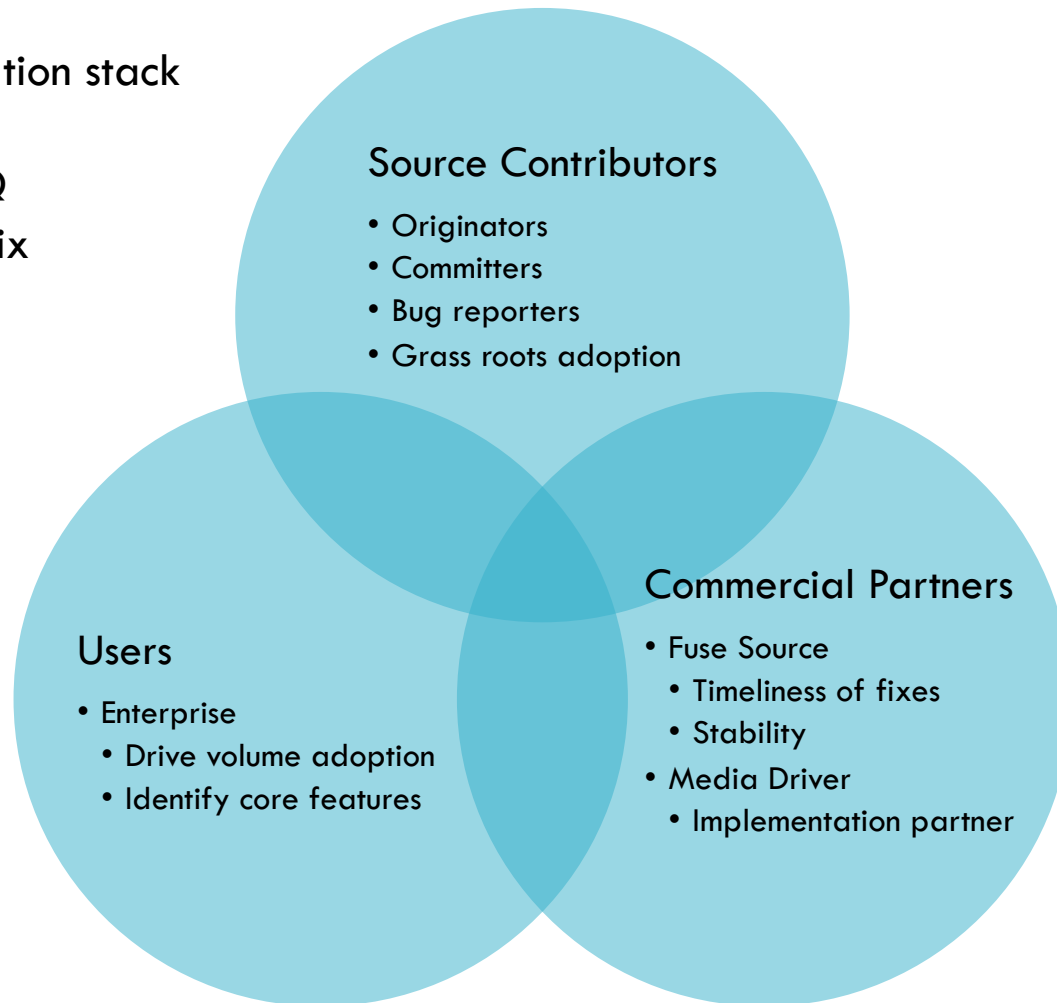 tion stack
Q
ix
Source Contributors
• Originators
• Committers
• Bug reporters
• Grass roots adoption
Users
• Enterprise
• Drive volume adoption
• Identify core features
Commercial Partners
• Fuse Source
• Timeliness of fixes
• Stability
• Media Driver
• Implementation partner